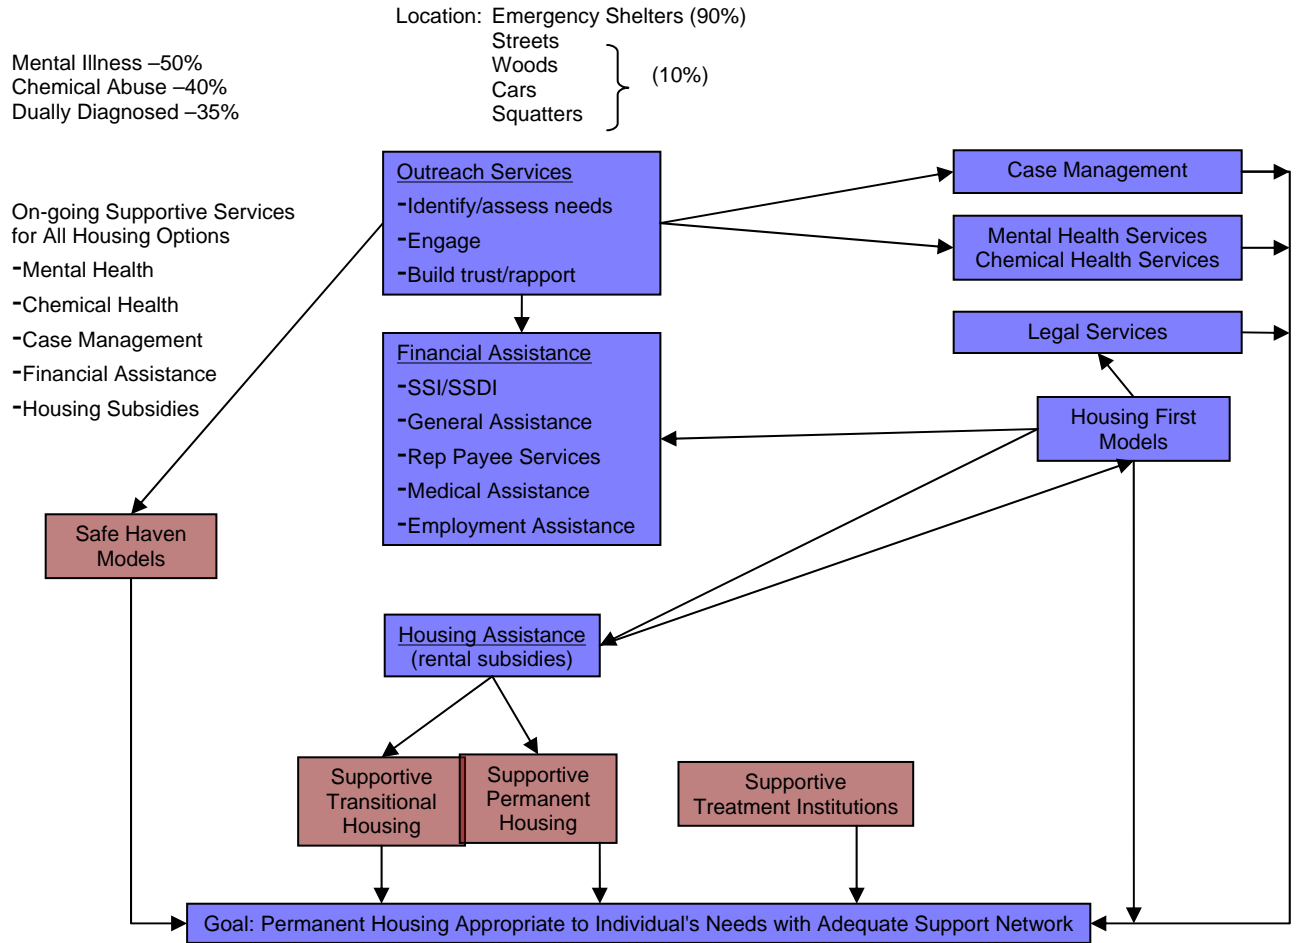 Location: Emergency Shelters (90%)
Streets
Woods
Cars
Squatters
(10%)
Mental Illness –50%
Chemical Abuse –40%
Dually Diagnosed –35%
On-going Supportive Services
for All Housing Options
-Mental Health
-Chemical Health
-Case Management
-Financial Assistance
-Housing Subsidies
Outreach Services
-Identify/assess needs
-Engage
-Build trust/rapport
Case Management
Mental Health Services
Chemical Health Services
Legal Services
Financial Assistance
-SSI/SSDI
-General Assistance
-Rep Payee Services
-Medical Assistance
-Employment Assistance
Housing First
Models
Safe Haven
Models
Housing Assistance
(rental subsidies)
Supportive
Transitional
Housing
Supportive
Permanent
Housing
Supportive
Treatment Institutions
Goal: Permanent Housing Appropriate to Individual's Needs with Adequate Support Network